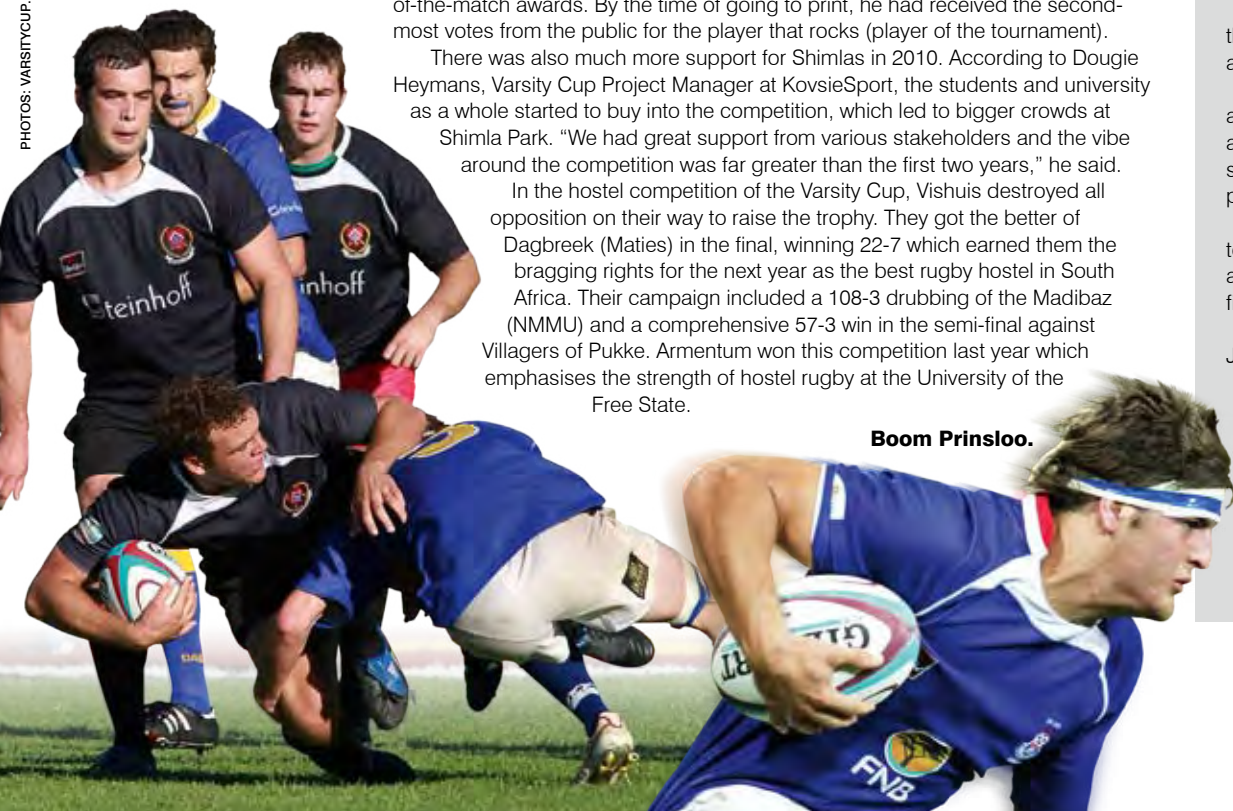 PHOTOS: VARSITYCUP.
of-the-match awards. By the time of going to print, he had received the second-
most votes from the public for the player that rocks (player of the tournament).
There was also much more support for Shimlas in 2010. According to Dougie
Heymans, Varsity Cup Project Manager at KovsieSport, the students and university
as a whole started to buy into the competition, which led to bigger crowds at
Shimla Park. “We had great support from various stakeholders and the vibe
around the competition was far greater than the first two years,” he said.
In the hostel competition of the Varsity Cup, Vishuis destroyed all
opposition on their way to raise the trophy. They got the better of
Dagbreek (Maties) in the final, winning 22-7 which earned them the
bragging rights for the next year as the best rugby hostel in South
Africa. Their campaign included a 108-3 drubbing of the Madibaz
(NMMU) and a comprehensive 57-3 win in the semi-final against
Villagers of Pukke. Armentum won this competition last year which
emphasises the strength of hostel rugby at the University of the
Free State.
Boom Prinsloo.
Steinhoff
inhoff
FNB